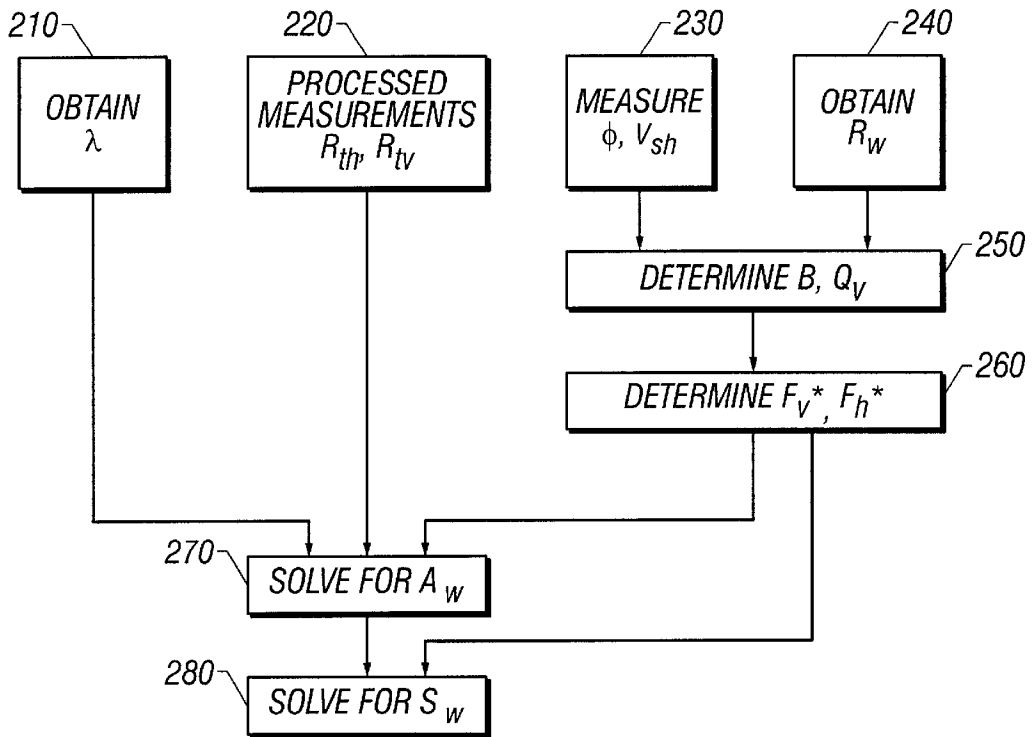 210
220
230
240
OBTAIN
λ
PROCESSED
MEASUREMENTS
R_th, R_tv
MEASURE
ϕ, V_sh
OBTAIN
R_w
250
DETERMINE B, Q_v
260
DETERMINE F_v*, F_h*
270
SOLVE FOR A_w
280
SOLVE FOR S_w